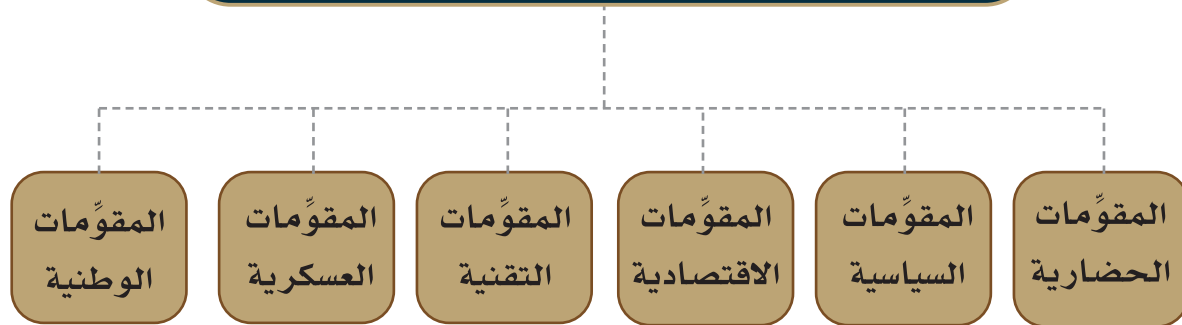 المقوِّمات
الحضارية
المقوِّمات
السياسية
المقوِّمات
الاقتصادية
المقوِّمات
التقنية
المقوِّمات
العسكرية
المقوِّمات
الوطنية